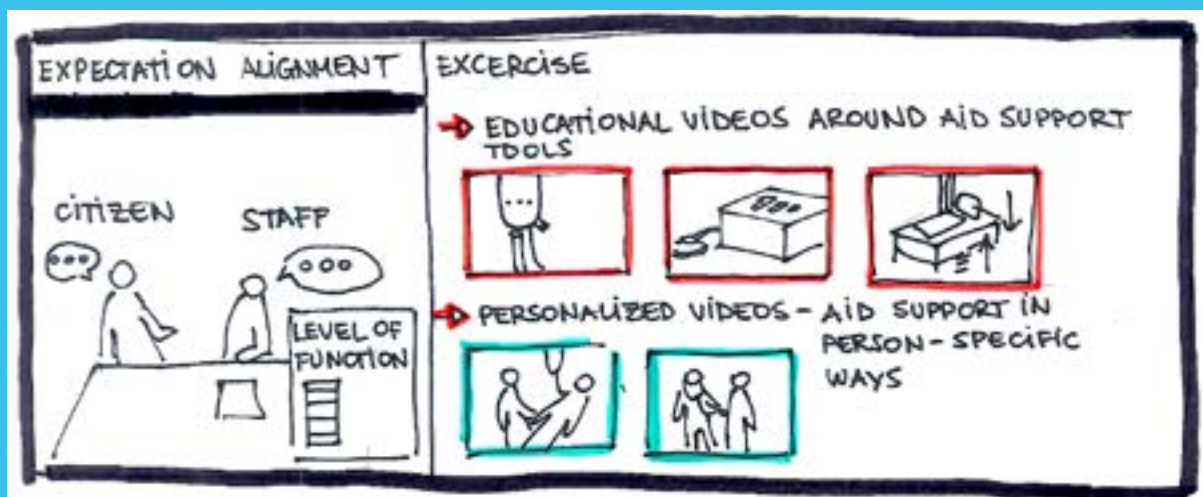 EXPECTATION ALIGNMENT
CITIZEN
STAFF
LEVEL OF
FUNCTION
EXCERCISE
EDUCATIONAL VIDEOS AROUND AID SUPPORT
TOOLS
PERSONALIZED VIDEOS - AID SUPPORT IN
PERSON-SPECIFIC
WAYS